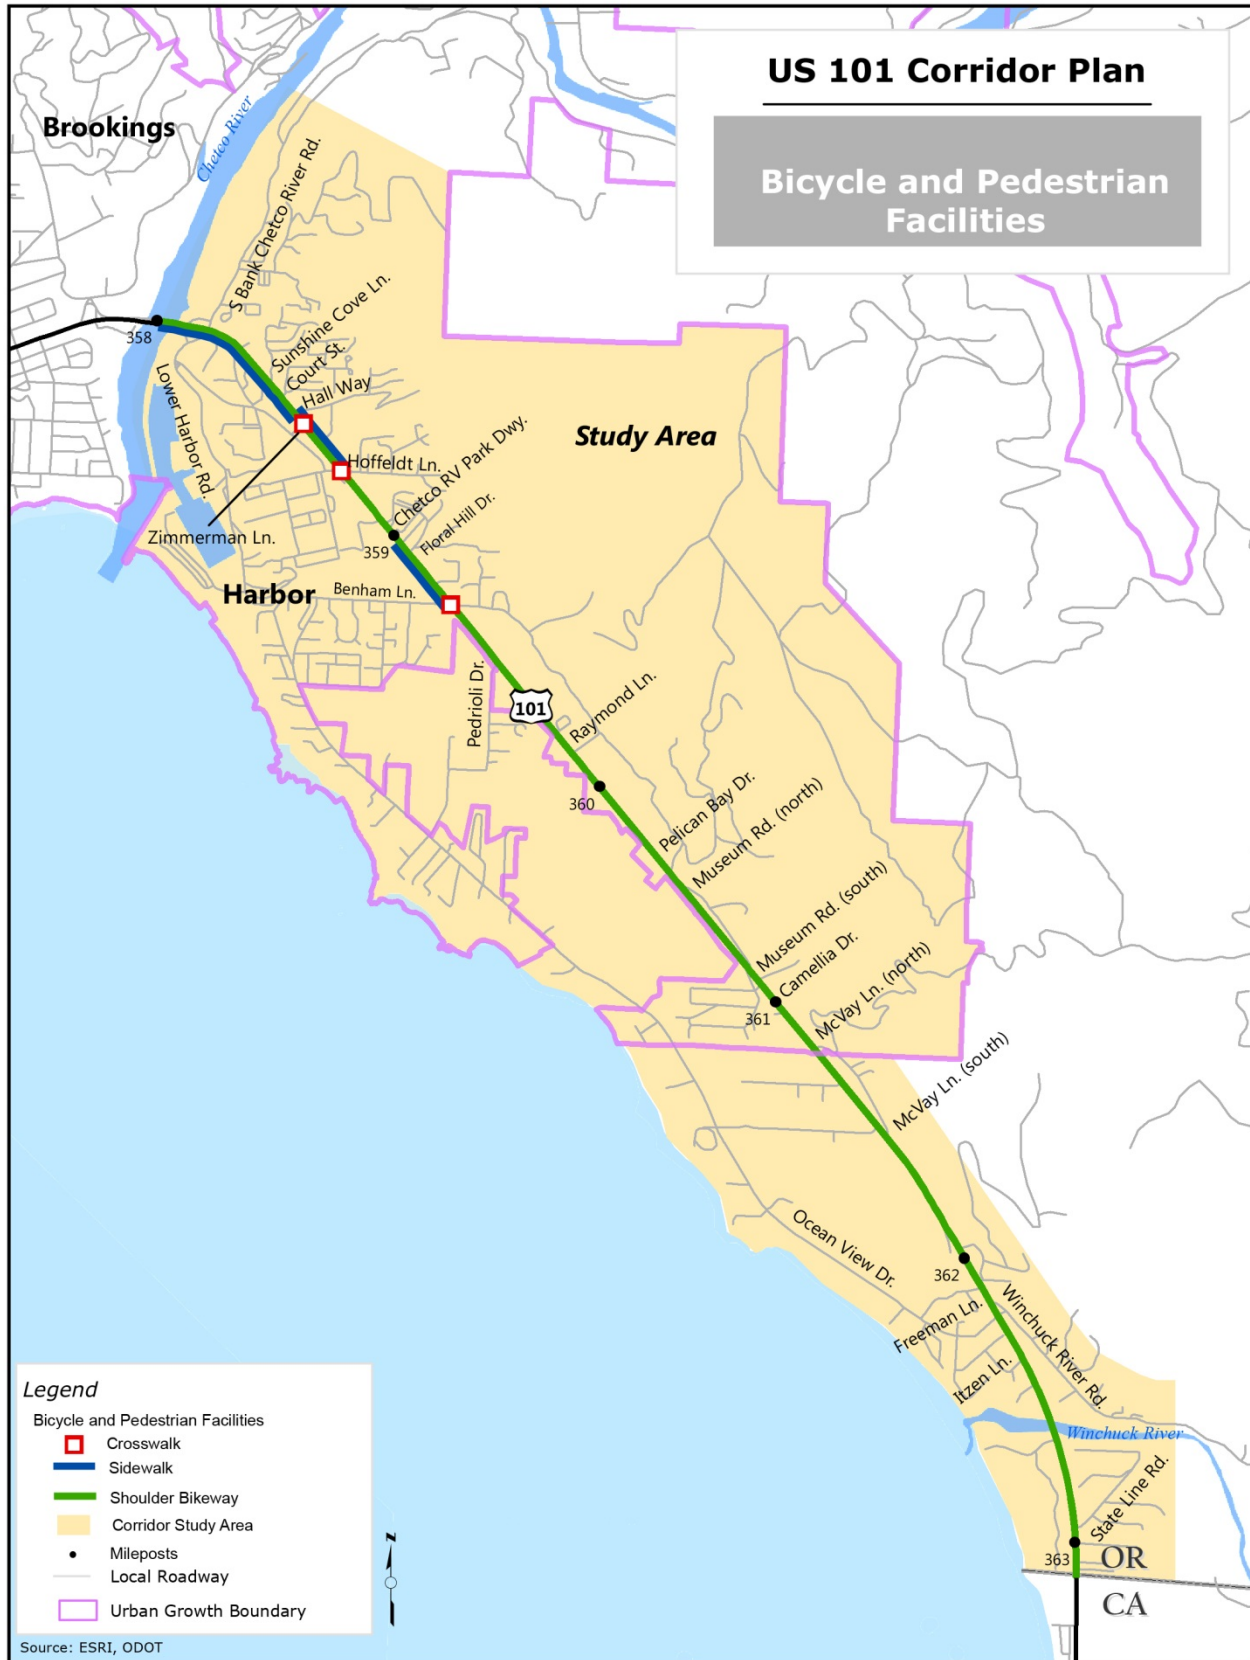 US 101 Corridor Plan
Bicycle and Pedestrian
Facilities
Brookings
Chetco River
S Bank Chetco River Rd.
358
Sunshine Cove Ln.
Court St.
Hall Way
Lower Harbor Rd.
Study Area
Hoffeldt Ln.
Chetco RV Park Dwy.
Zimmerman Ln.
359
Floral Hill Dr.
Harbor
Benham Ln.
Pedrioli Dr.
101
Raymond Ln.
360
Pelican Bay Dr.
Museum Rd. (north)
Museum Rd. (south)
Camellia Dr.
361
McVay Ln. (north)
McVay Ln. (south)
Ocean View Dr.
362
Freeman Ln.
Winchuck River Rd.
Itzen Ln.
Winchuck River
State Line Rd.
363
OR
CA
Legend
Bicycle and Pedestrian Facilities
Crosswalk
Sidewalk
Shoulder Bikeway
Corridor Study Area
Mileposts
Local Roadway
Urban Growth Boundary
Source: ESRI, ODOT
z